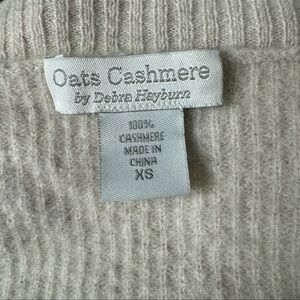 Oats Cashmere
by Debra Hayburn
100%
CASHMERE
MADE IN
CHINA
XS